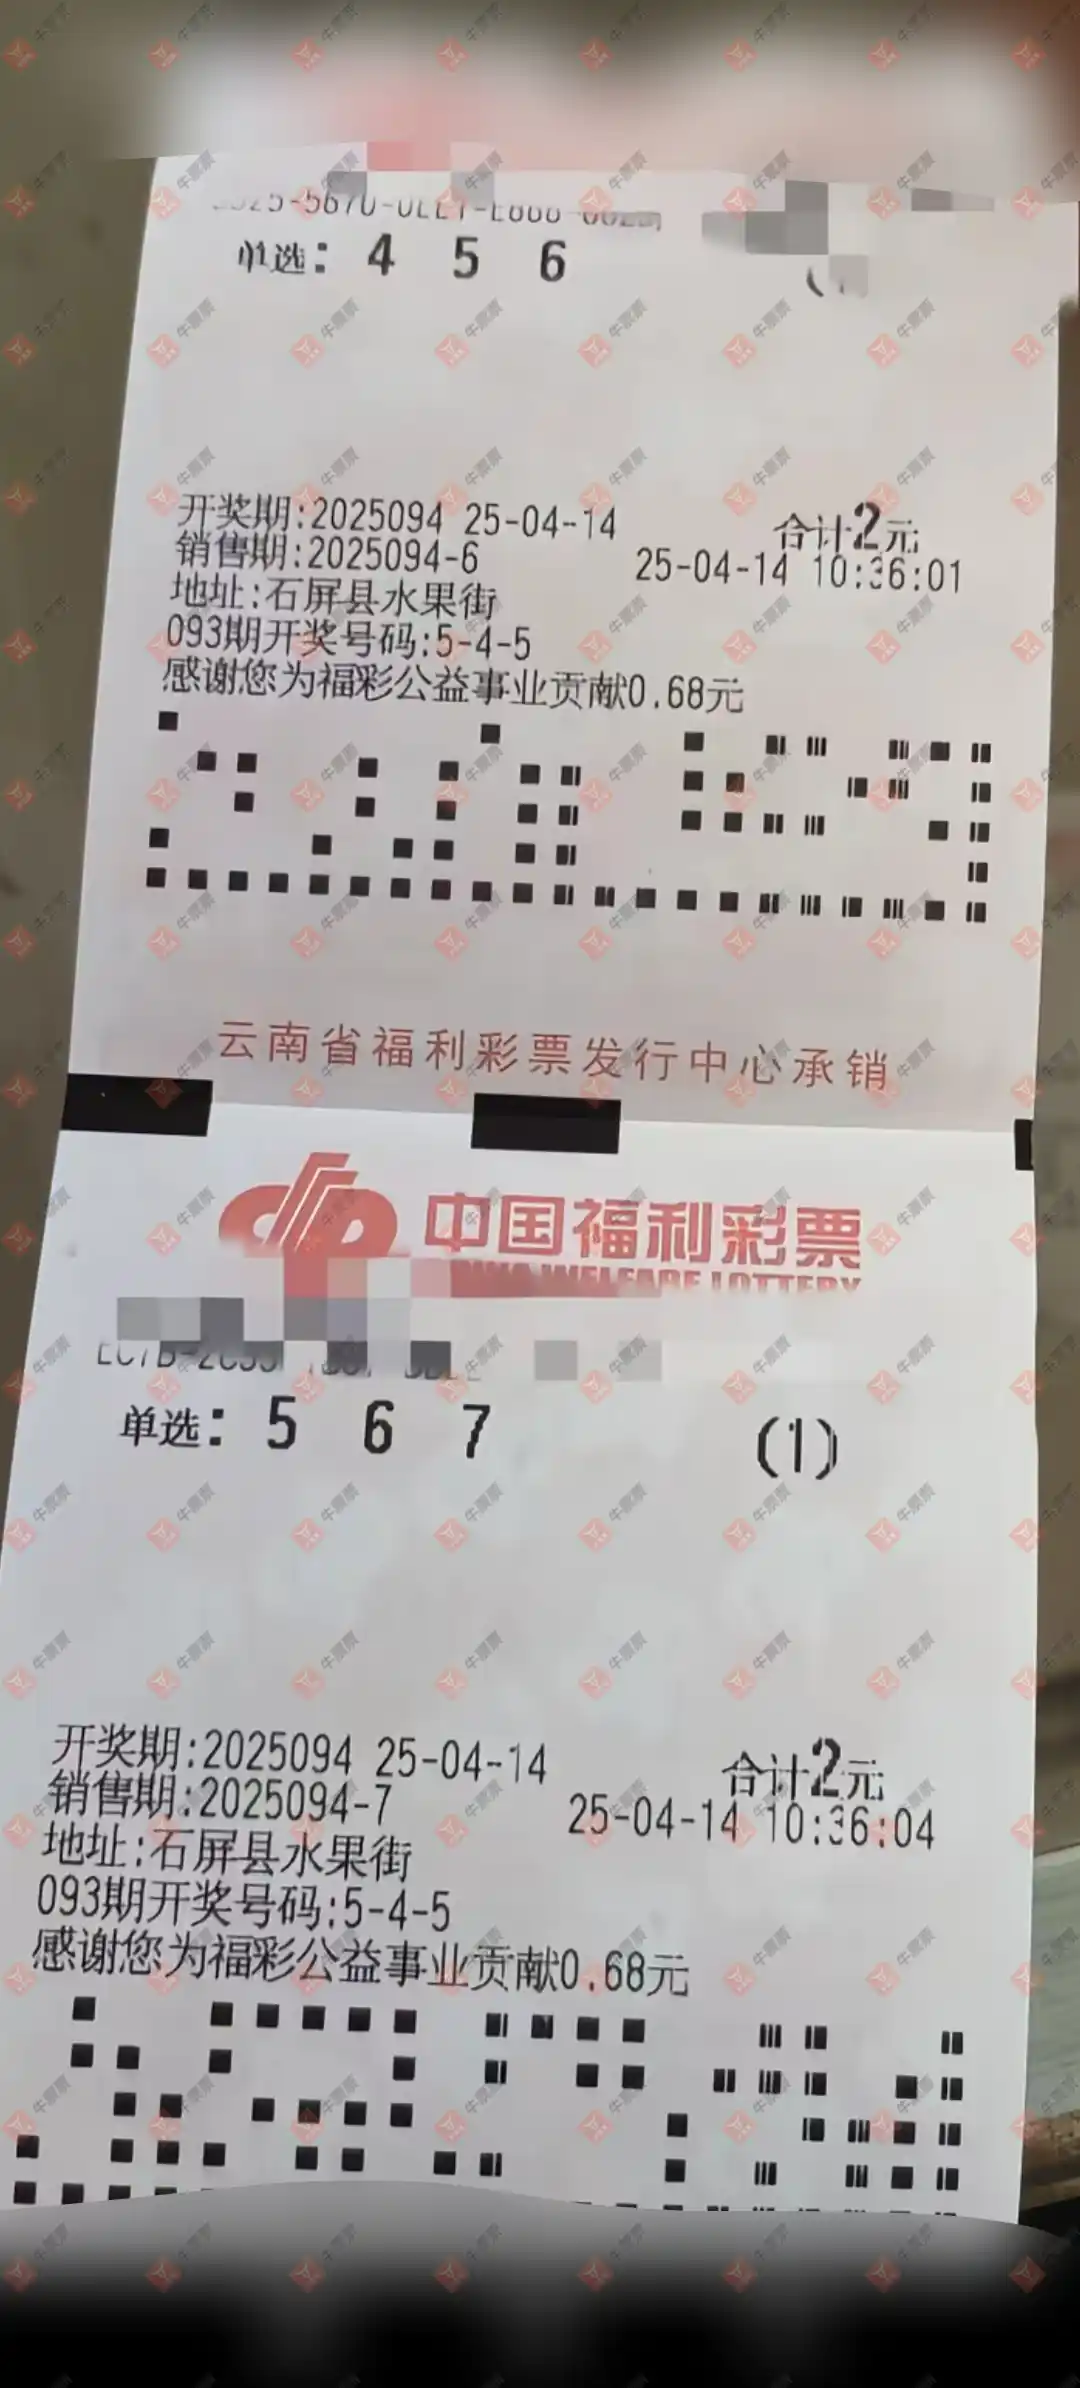 单选: 4 5 6
开奖期:2025094 25-04-14 合计2元
销售期:2025094-6 25-04-14 10:36:01
地址:石屏县水果街
093期开奖号码:5-4-5
感谢您为福彩公益事业贡献0.68元
云南省福利彩票发行中心承销
中国福利彩票
WELFARE LOTTERY
单选: 5 6 7 (1)
开奖期:2025094 25-04-14 合计2元
销售期:2025094-7 25-04-14 10:36:04
地址:石屏县水果街
093期开奖号码:5-4-5
感谢您为福彩公益事业贡献0.68元
牛票票